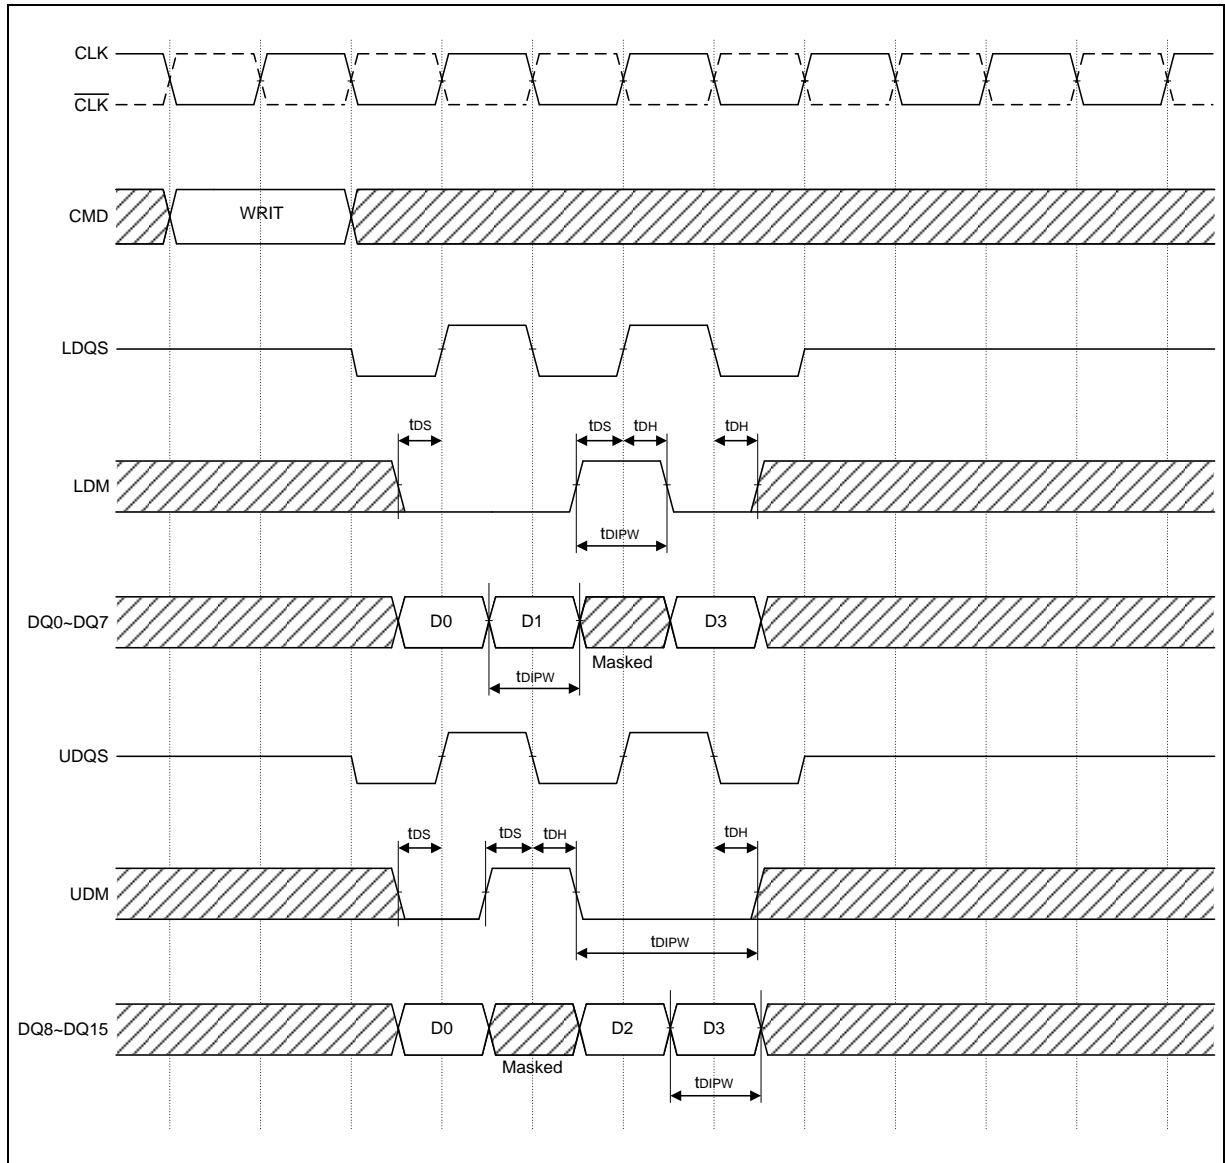 CLK
CLK
CMD
WRIT
LDQS
tDS
tDS
tDH
tDH
LDM
tDIPW
DQ0~DQ7
D0
D1
D3
Masked
tDIPW
UDQS
tDS
tDS
tDH
tDH
UDM
tDIPW
DQ8~DQ15
D0
D2
D3
Masked
tDIPW